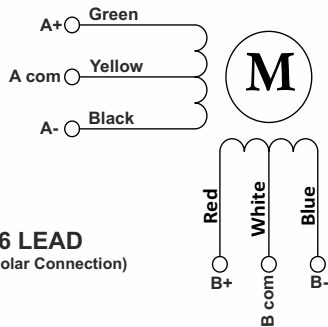 A+ Green
A com Yellow
A- Black
M
Red White Blue
B+ B com B-
6 LEAD
olar Connection)